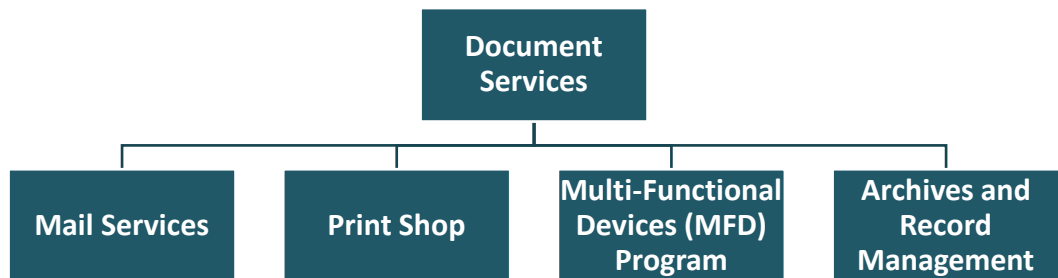 Document
Services
Mail Services
Print Shop
Multi-Functional
Devices (MFD)
Program
Archives and
Record
Management